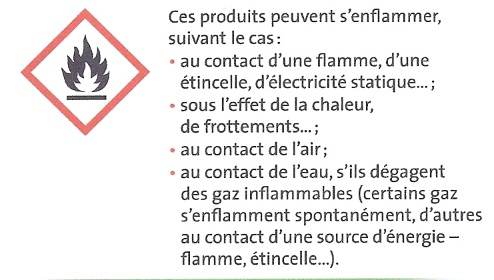 Ces produits peuvent s'enflammer,
suivant le cas :
• au contact d'une flamme, d'une
étincelle, d'électricité statique... ;
• sous l'effet de la chaleur,
de frottements... ;
• au contact de l'air ;
• au contact de l'eau, s'ils dégagent
des gaz inflammables (certains gaz
s'enflamment spontanément, d'autres
au contact d'une source d'énergie –
flamme, étincelle...).